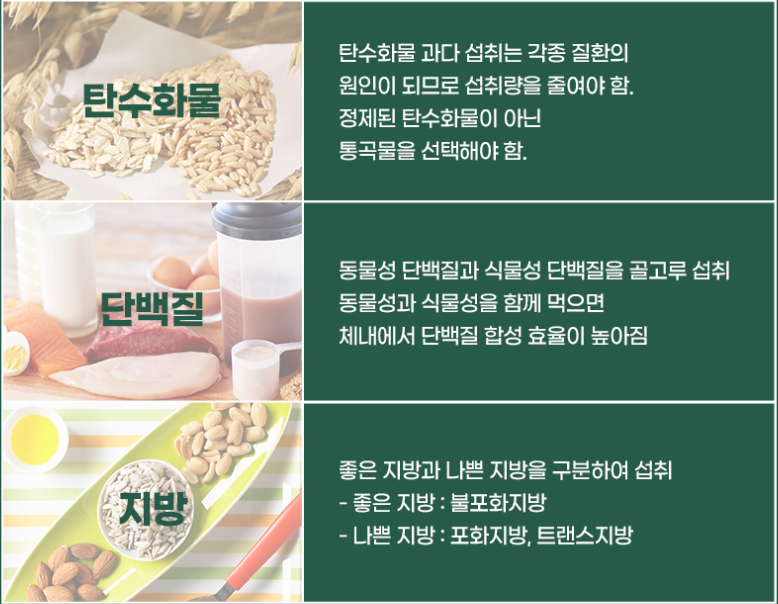 탄수화물
탄수화물 과다 섭취는 각종 질환의
원인이 되므로 섭취량을 줄여야 함.
정제된 탄수화물이 아닌
통곡물을 선택해야 함.
단백질
동물성 단백질과 식물성 단백질을 골고루 섭취
동물성과 식물성을 함께 먹으면
체내에서 단백질 합성 효율이 높아짐
지방
좋은 지방과 나쁜 지방을 구분하여 섭취
- 좋은 지방 : 불포화지방
- 나쁜 지방 : 포화지방, 트랜스지방